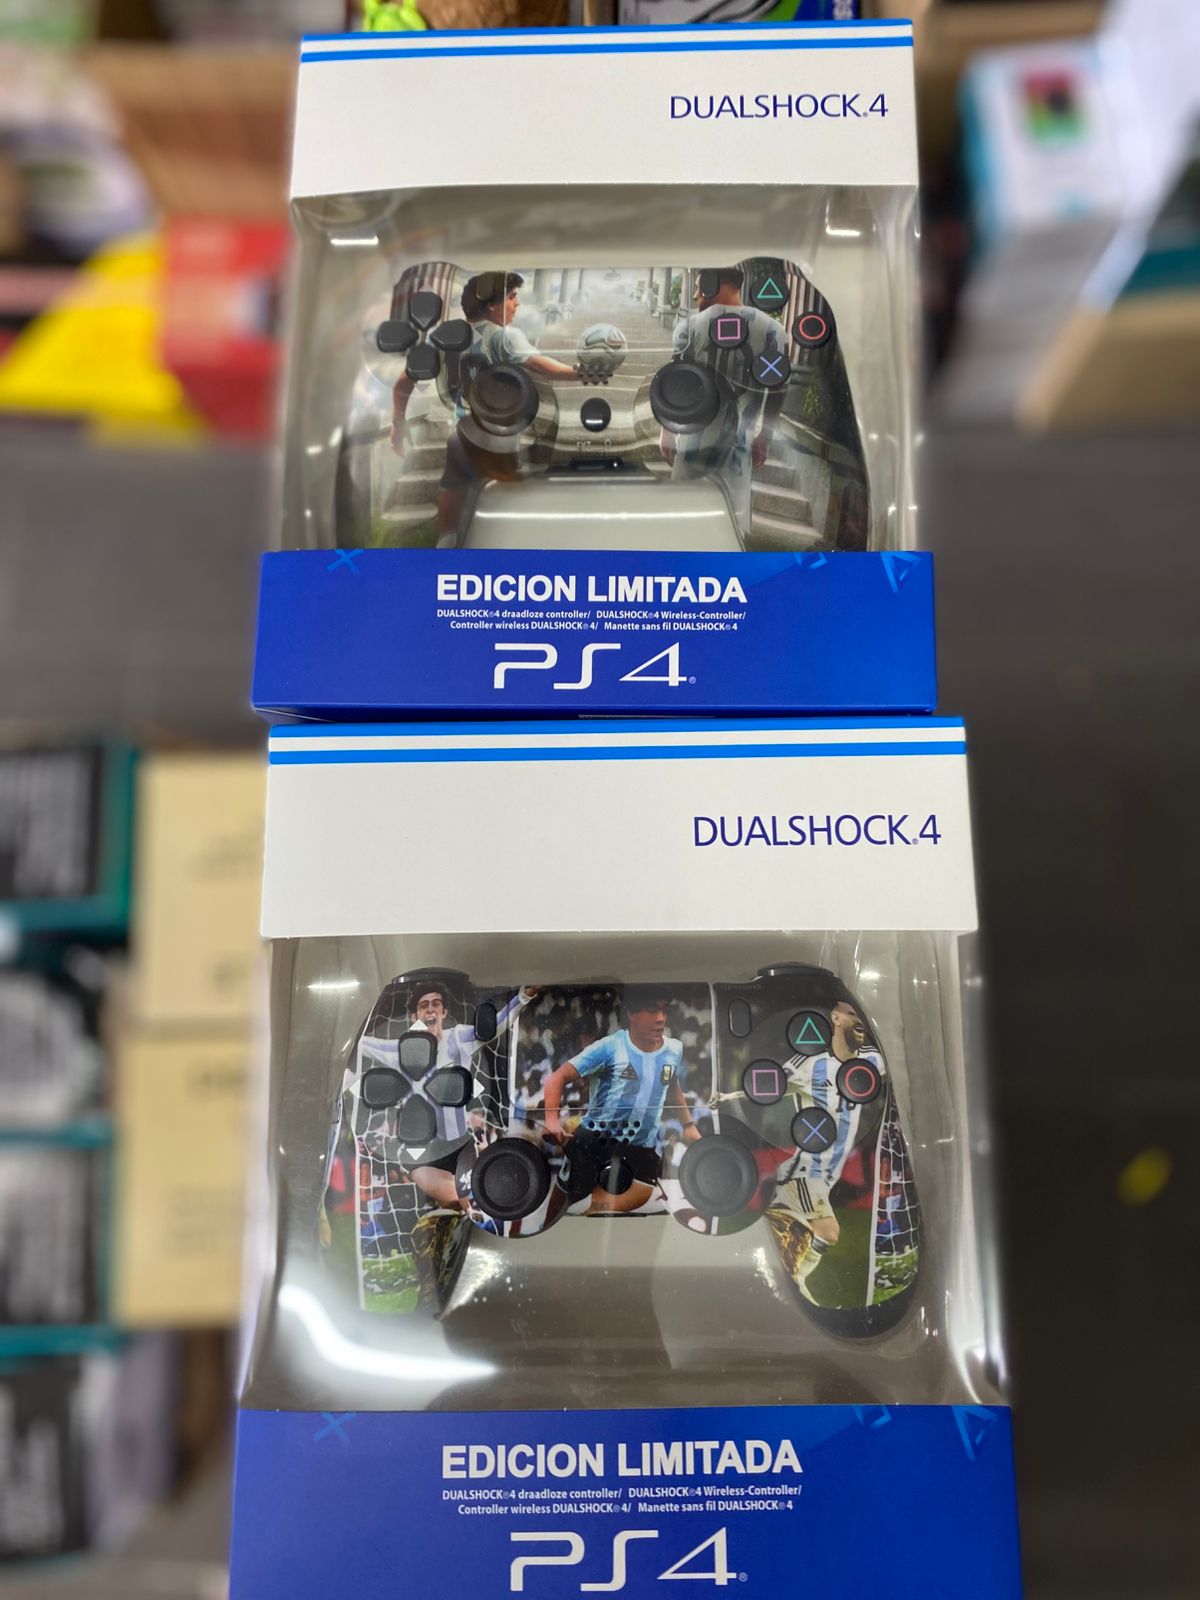 DUALSHOCK®4
EDICION LIMITADA
DUALSHOCK®4 draadloze controller/ DUALSHOCK®4 Wireless-Controller/
Controller wireless DUALSHOCK®4/ Manette sans fil DUALSHOCK®4
PS4®
DUALSHOCK®4
OPTIONS
EDICION LIMITADA
DUALSHOCK®4 draadloze controller/ DUALSHOCK®4 Wireless-Controller/
Controller wireless DUALSHOCK®4/ Manette sans fil DUALSHOCK®4
PS4®